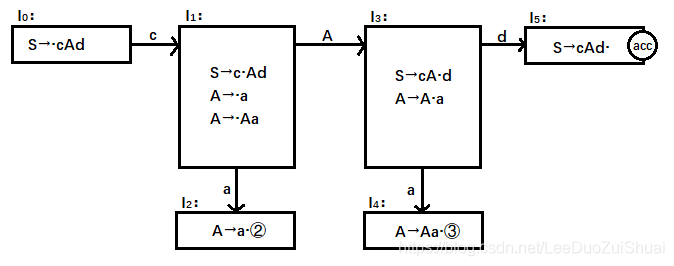 I₀:
S→·cAd
c
I₁:
S→c·Ad
A→·a
A→·Aa
A
I₃:
S→cA·d
A→A·a
d
I₅:
S→cAd·
acc
a
I₂:
A→a·②
a
I₄:
A→Aa·③
https://blog.csdn.net/LeeDuoZuiShuai